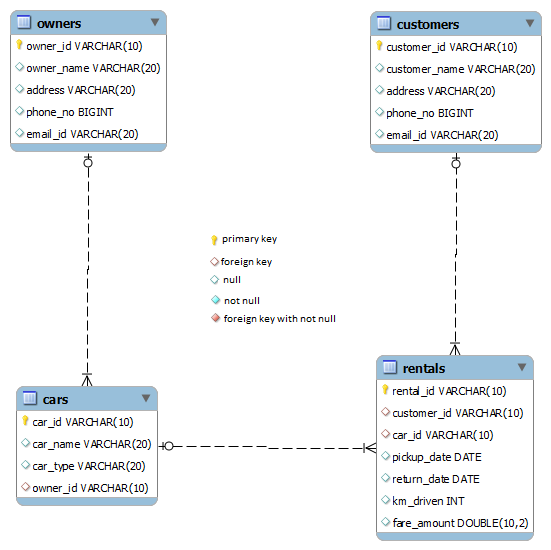 owners
owner_id VARCHAR(10)
owner_name VARCHAR(20)
address VARCHAR(20)
phone_no BIGINT
email_id VARCHAR(20)
customers
customer_id VARCHAR(10)
customer_name VARCHAR(20)
address VARCHAR(20)
phone_no BIGINT
email_id VARCHAR(20)
primary key
foreign key
null
not null
foreign key with not null
cars
car_id VARCHAR(10)
car_name VARCHAR(20)
car_type VARCHAR(20)
owner_id VARCHAR(10)
rentals
rental_id VARCHAR(10)
customer_id VARCHAR(10)
car_id VARCHAR(10)
pickup_date DATE
return_date DATE
km_driven INT
fare_amount DOUBLE(10,2)